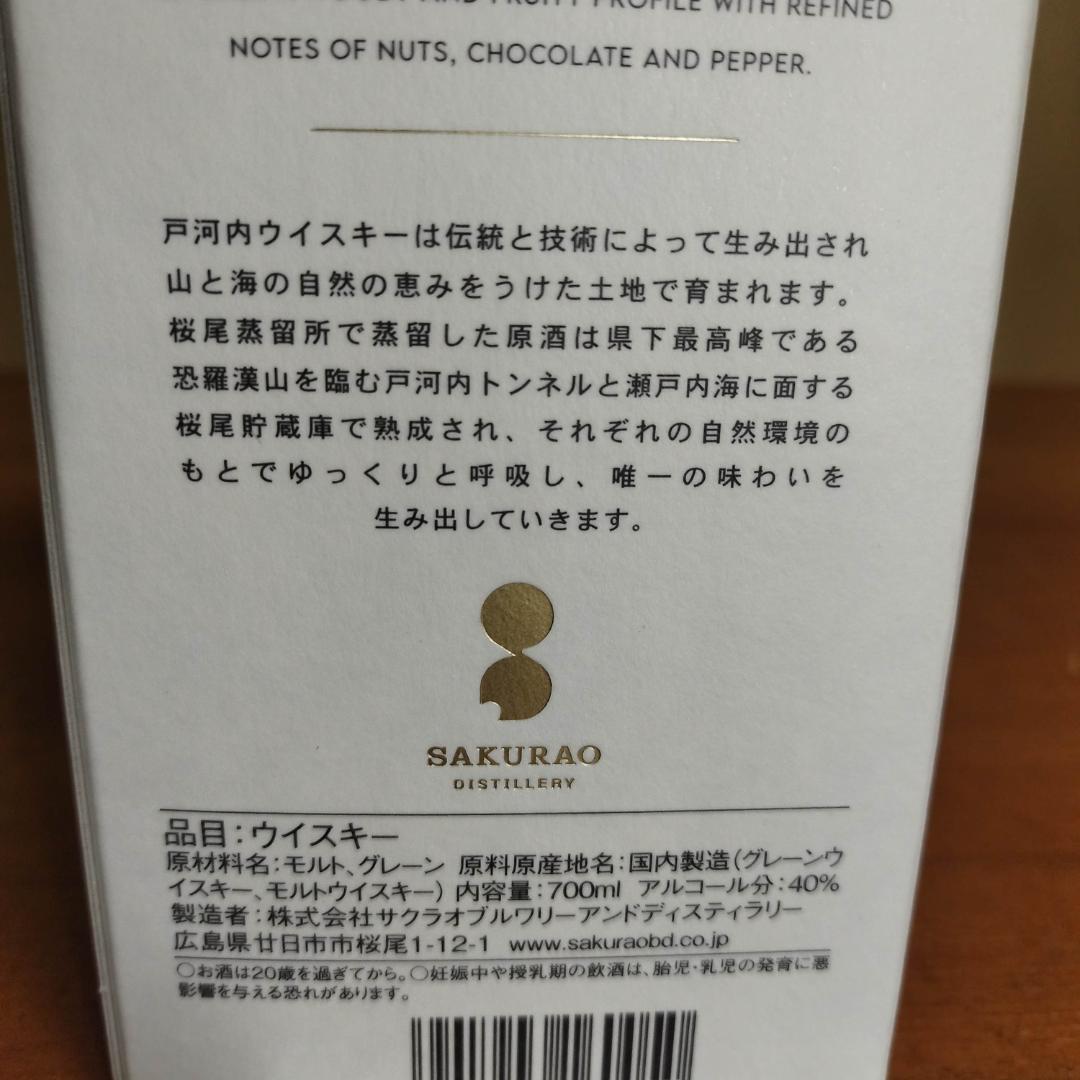 AND FRUITY PROFILE WITH REFINED
NOTES OF NUTS, CHOCOLATE AND PEPPER.
戸河内ウイスキーは伝統と技術によって生み出され
山と海の自然の恵みをうけた土地で育まれます。
桜尾蒸留所で蒸留した原酒は県下最高峰である
恐羅漢山を臨む戸河内トンネルと瀬戸内海に面する
桜尾貯蔵庫で熟成され、それぞれの自然環境の
もとでゆっくりと呼吸し、唯一の味わいを
生み出していきます。
SAKURAO
DISTILLERY
品目：ウイスキー
原材料名：モルト、グレーン 原料原産地名：国内製造（グレーンウ
イスキー、モルトウイスキー）内容量：700ml アルコール分：40%
製造者：株式会社サクラオブルワリーアンドディスティラリー
広島県廿日市市桜尾1-12-1 www.sakuraobd.co.jp
○お酒は20歳を過ぎてから。○妊娠中や授乳期の飲酒は、胎児・乳児の発育に悪
影響を与える恐れがあります。